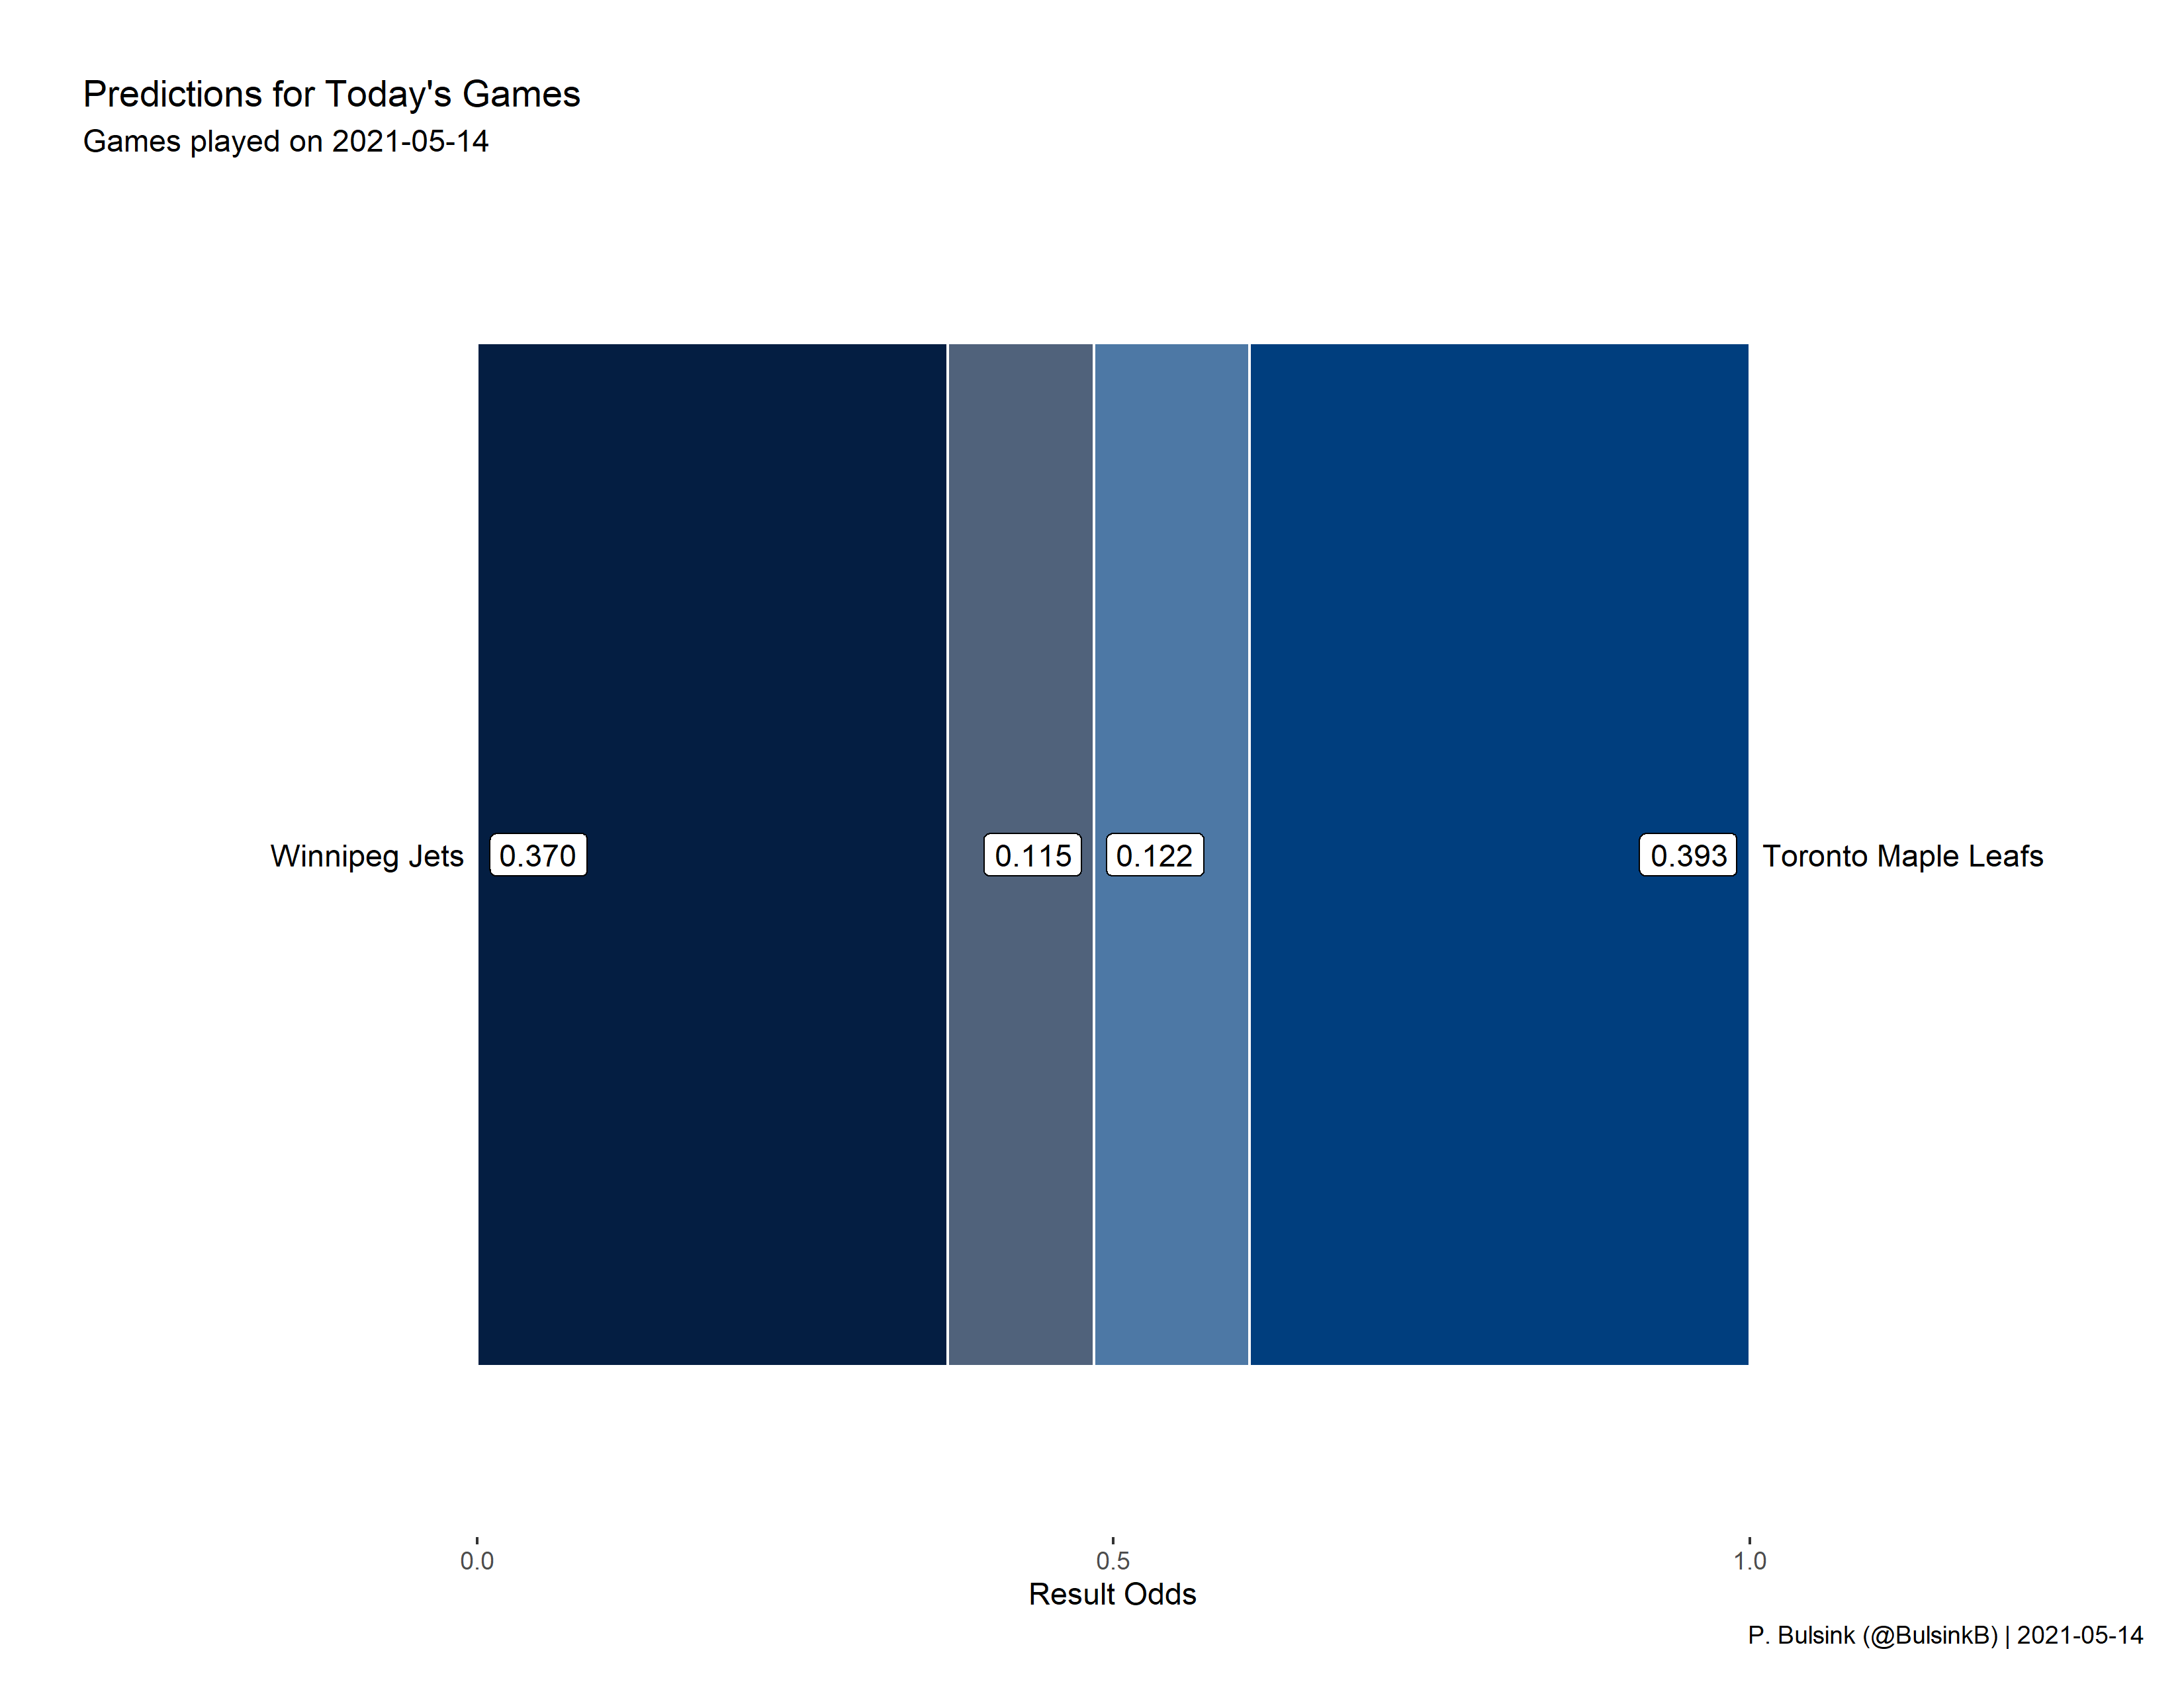 Predictions for Today's Games
Games played on 2021-05-14
Winnipeg Jets 0.370 0.115 0.122 0.393 Toronto Maple Leafs
0.0 0.5 1.0
Result Odds
P. Bulsink (@BulsinkB) | 2021-05-14